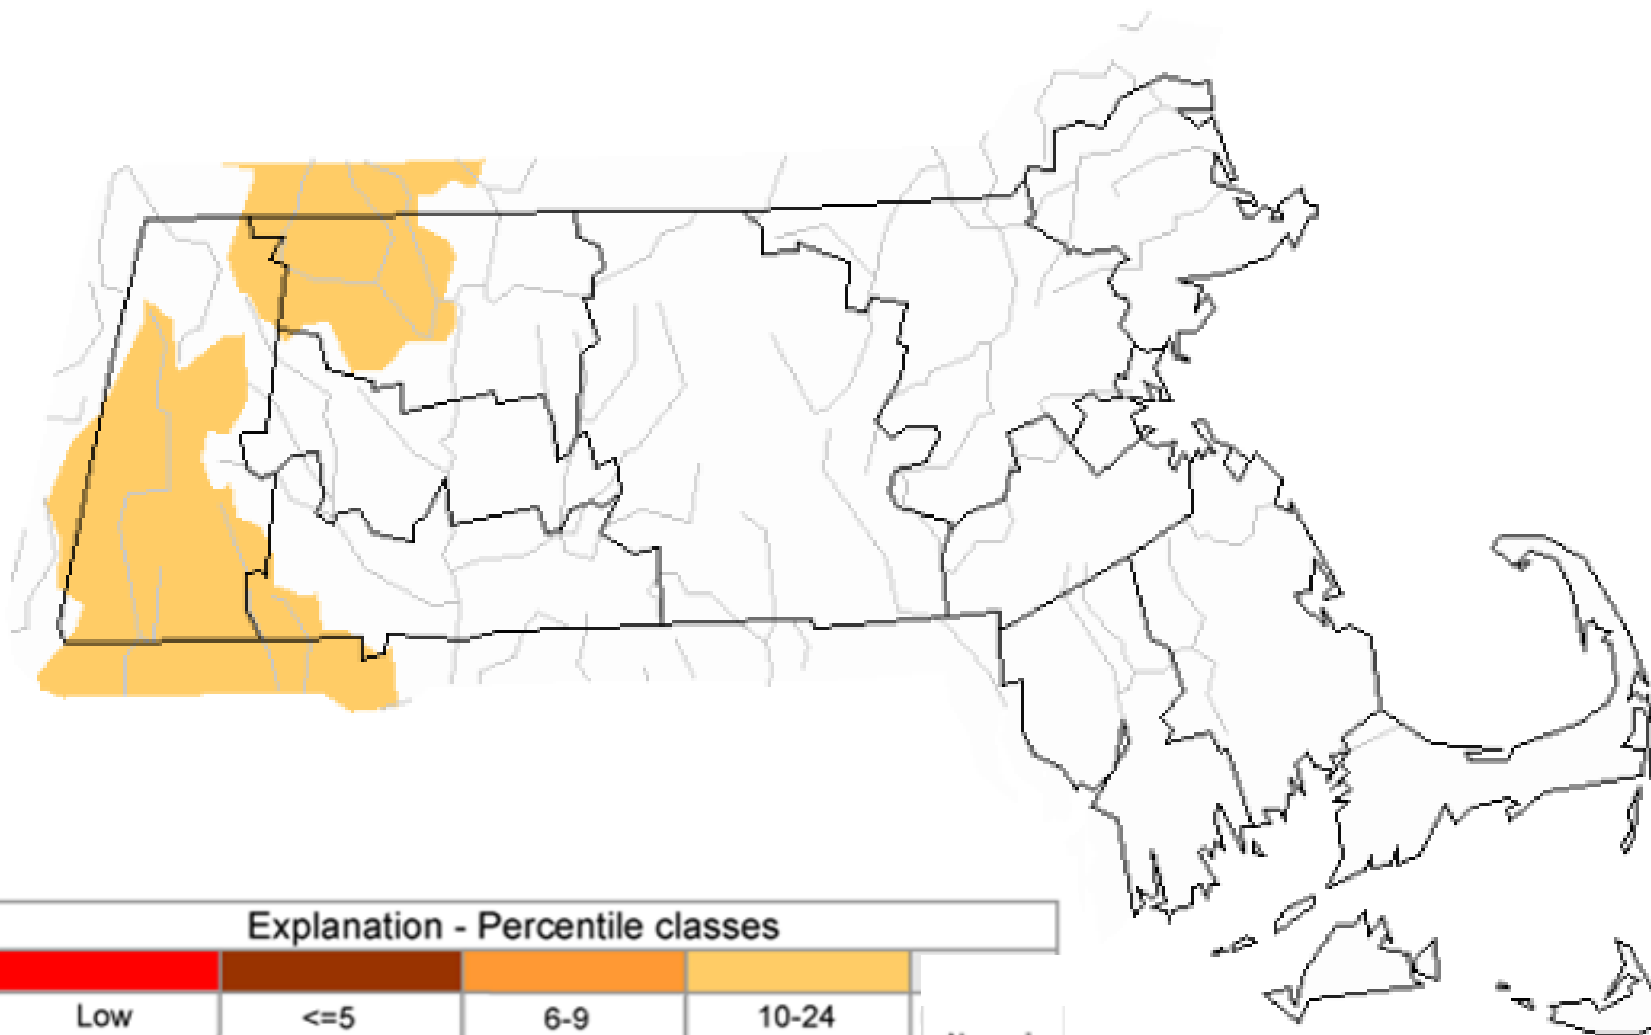 Explanation - Percentile classes
Low <=5 6-9 10-24